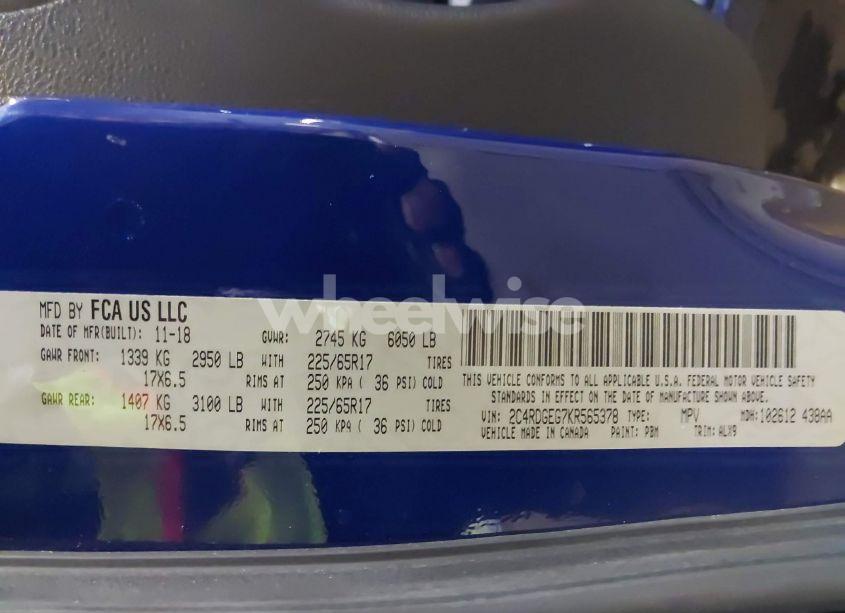 MFD BY FCA US LLC
DATE OF MFR(BUILT): 11-18 GVWR: 2745 KG 6050 LB
GAWR FRONT: 1339 KG 2950 LB WITH 225/65R17 TIRES
17X6.5 RIMS AT 250 KPA ( 36 PSI) COLD
GAWR REAR: 1407 KG 3100 LB WITH 225/65R17 TIRES
17X6.5 RIMS AT 250 KPA ( 36 PSI) COLD
THIS VEHICLE CONFORMS TO ALL APPLICABLE U.S.A. FEDERAL MOTOR VEHICLE SAFETY
STANDARDS IN EFFECT ON THE DATE OF MANUFACTURE SHOWN ABOVE.
VIN: 2C4RDGEG7KR565378 TYPE: MPV MDH: 102612 438AA
VEHICLE MADE IN CANADA PAINT: PBM TRIM: ALX9
wheelwise